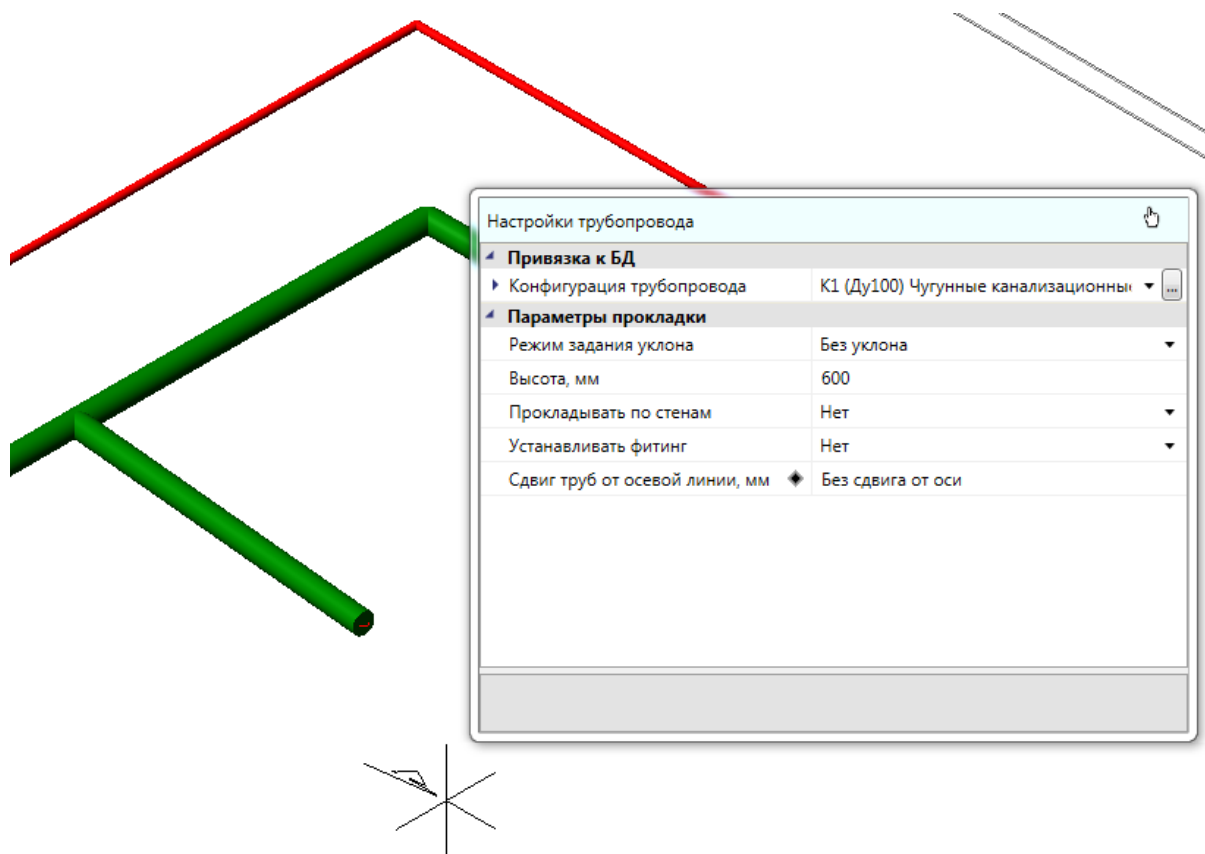 Настройки трубопровода
Привязка к БД
Конфигурация трубопровода К1 (Ду100) Чугунные канализационны ...
Параметры прокладки
Режим задания уклона Без уклона
Высота, мм 600
Прокладывать по стенам Нет
Устанавливать фитинг Нет
Сдвиг труб от осевой линии, мм Без сдвига от оси